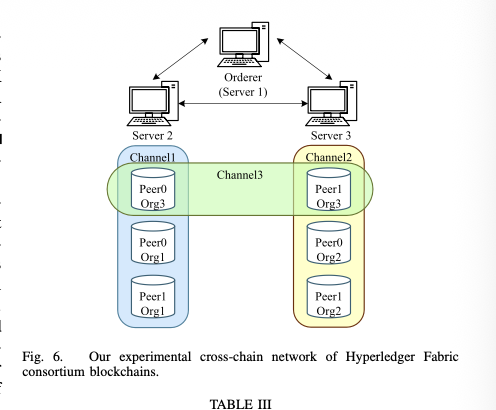 Orderer
(Server 1)
Server 2
Server 3
Channel1
Channel2
Channel3
Peer0
Org3
Peer1
Org3
Peer0
Org1
Peer0
Org2
Peer1
Org1
Peer1
Org2
Fig. 6. Our experimental cross-chain network of Hyperledger Fabric
consortium blockchains.
TABLE III